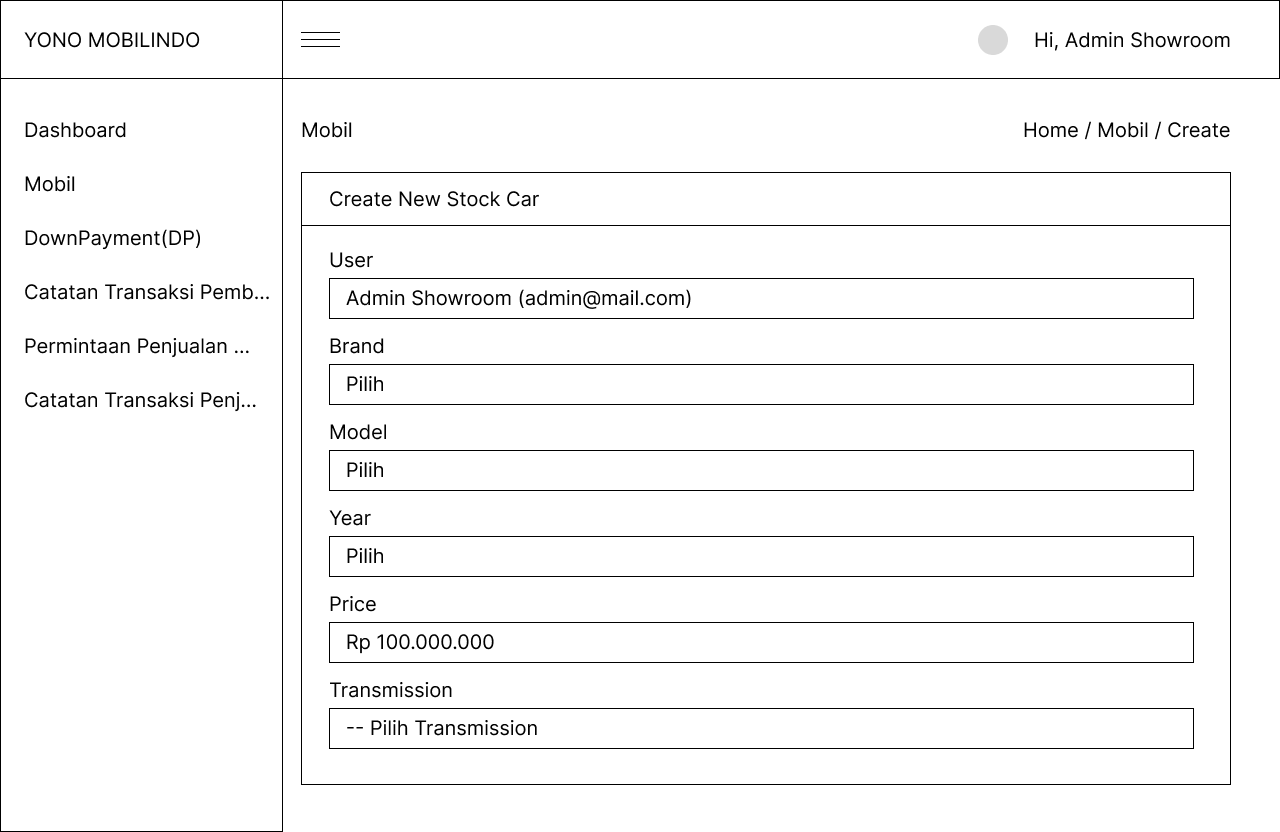 YONO MOBILINDO
Hi, Admin Showroom
Dashboard
Mobil
DownPayment(DP)
Catatan Transaksi Pemb...
Permintaan Penjualan ...
Catatan Transaksi Penj...
Mobil
Home / Mobil / Create
Create New Stock Car
User
Admin Showroom (admin@mail.com)
Brand
Pilih
Model
Pilih
Year
Pilih
Price
Rp 100.000.000
Transmission
-- Pilih Transmission